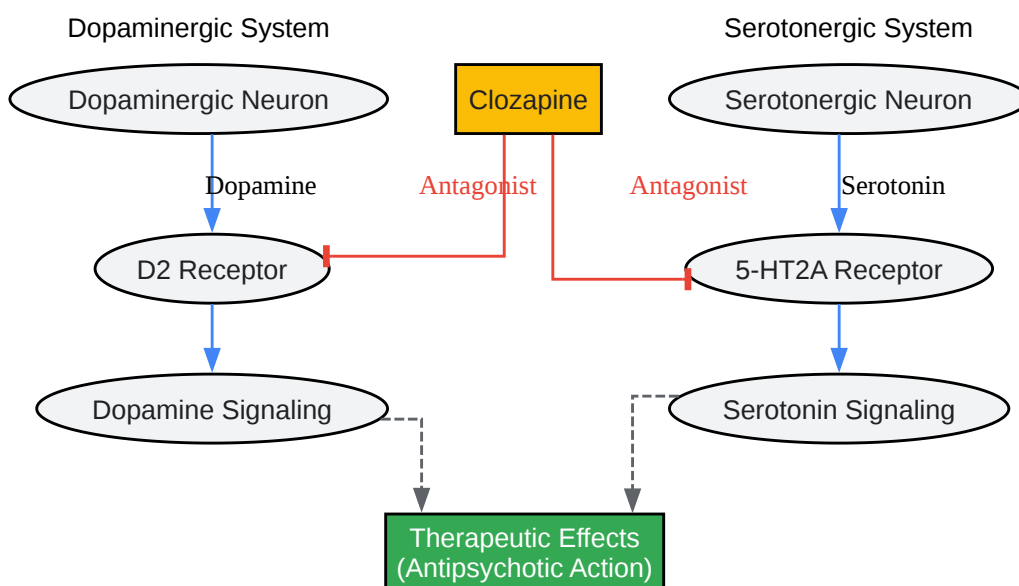 Dopaminergic System
Serotonergic System
Dopaminergic Neuron
Clozapine
Serotonergic Neuron
Dopamine
Antagonist
Antagonist
Serotonin
D2 Receptor
5-HT2A Receptor
Dopamine Signaling
Serotonin Signaling
Therapeutic Effects
(Antipsychotic Action)